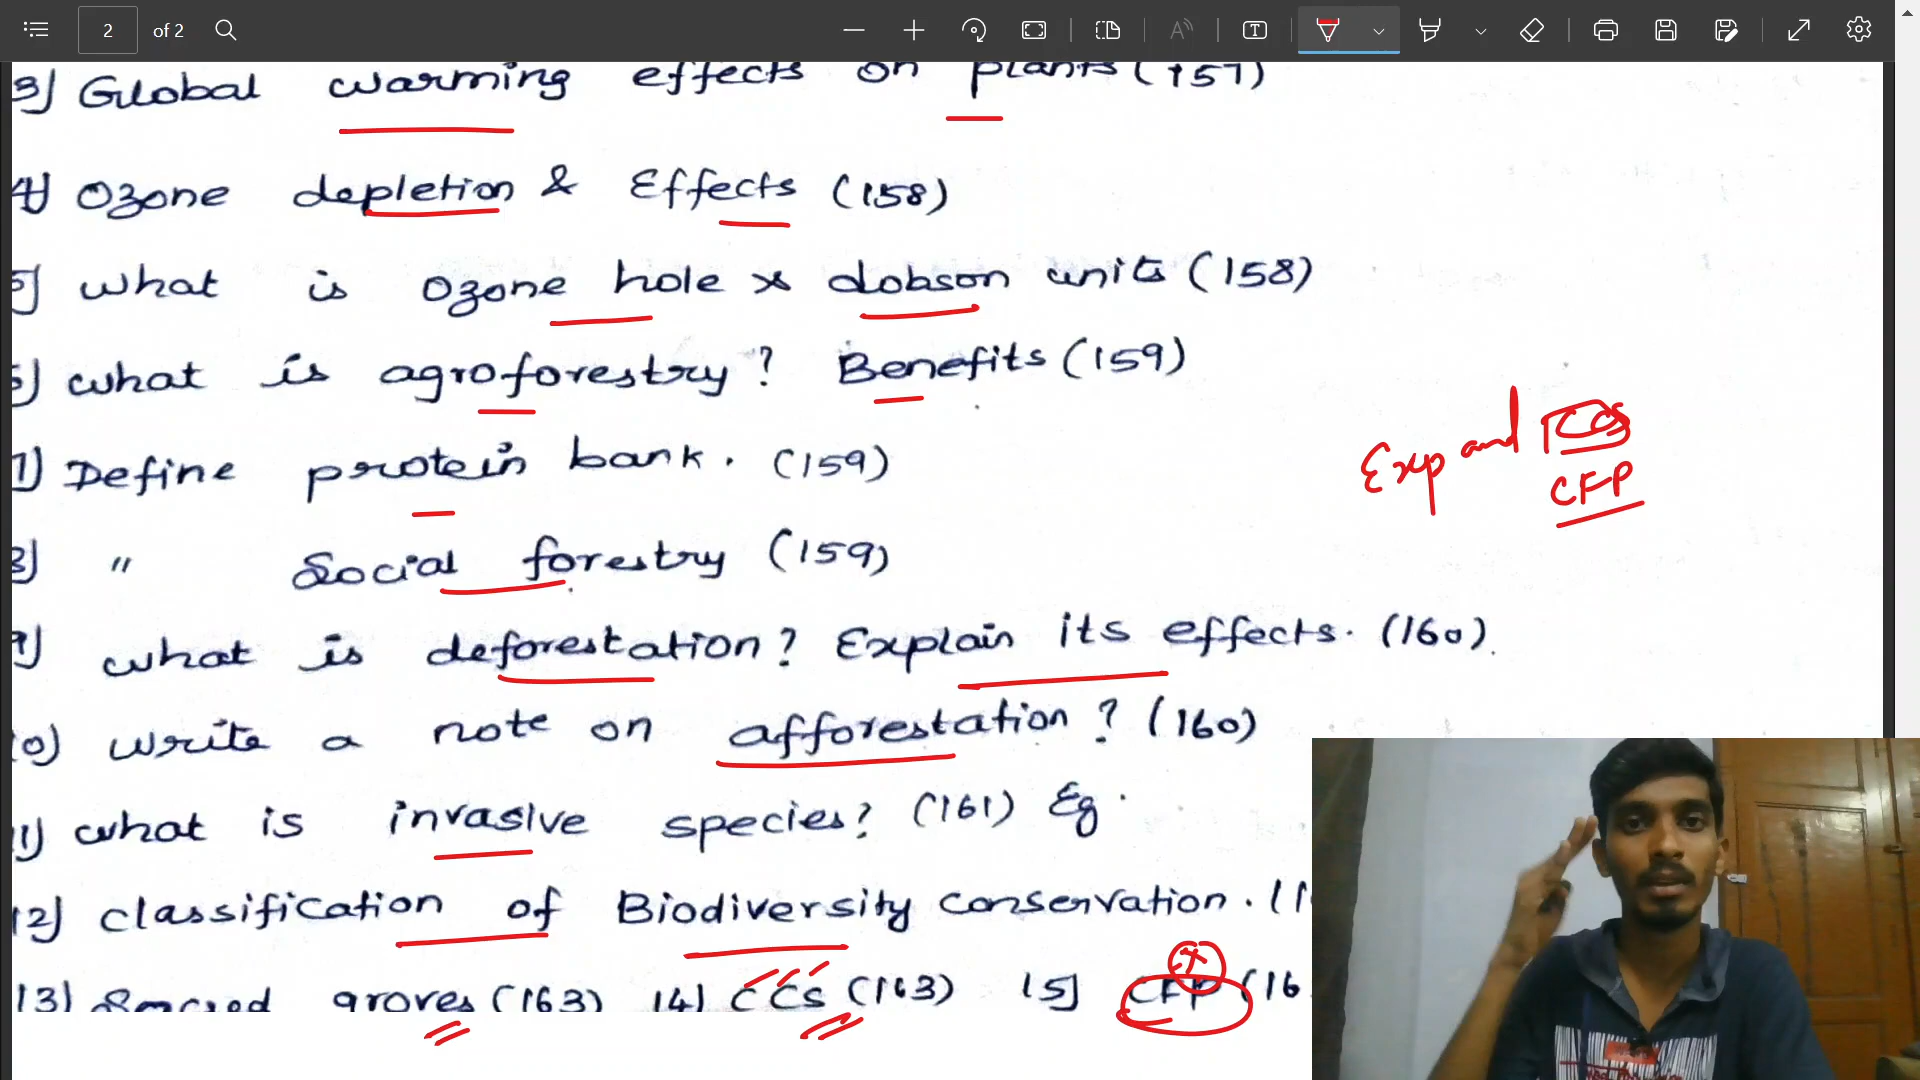 2 of 2
3) Global warming effects on plants (157)
4) Ozone depletion & Effects (158)
5) what is ozone hole & dobson units (158)
6) what is agroforestry? Benefits (159)
7) Define protein bank. (159)
8) " Social forestry (159)
9) what is deforestation? Explain its effects. (160).
10) write a note on afforestation? (160)
11) what is invasive species? (161) Eg.
12) classification of Biodiversity conservation. (1
13) Sacred groves (163) 14) CCS (163) 15] CFP (16
Expand CCS
CFP